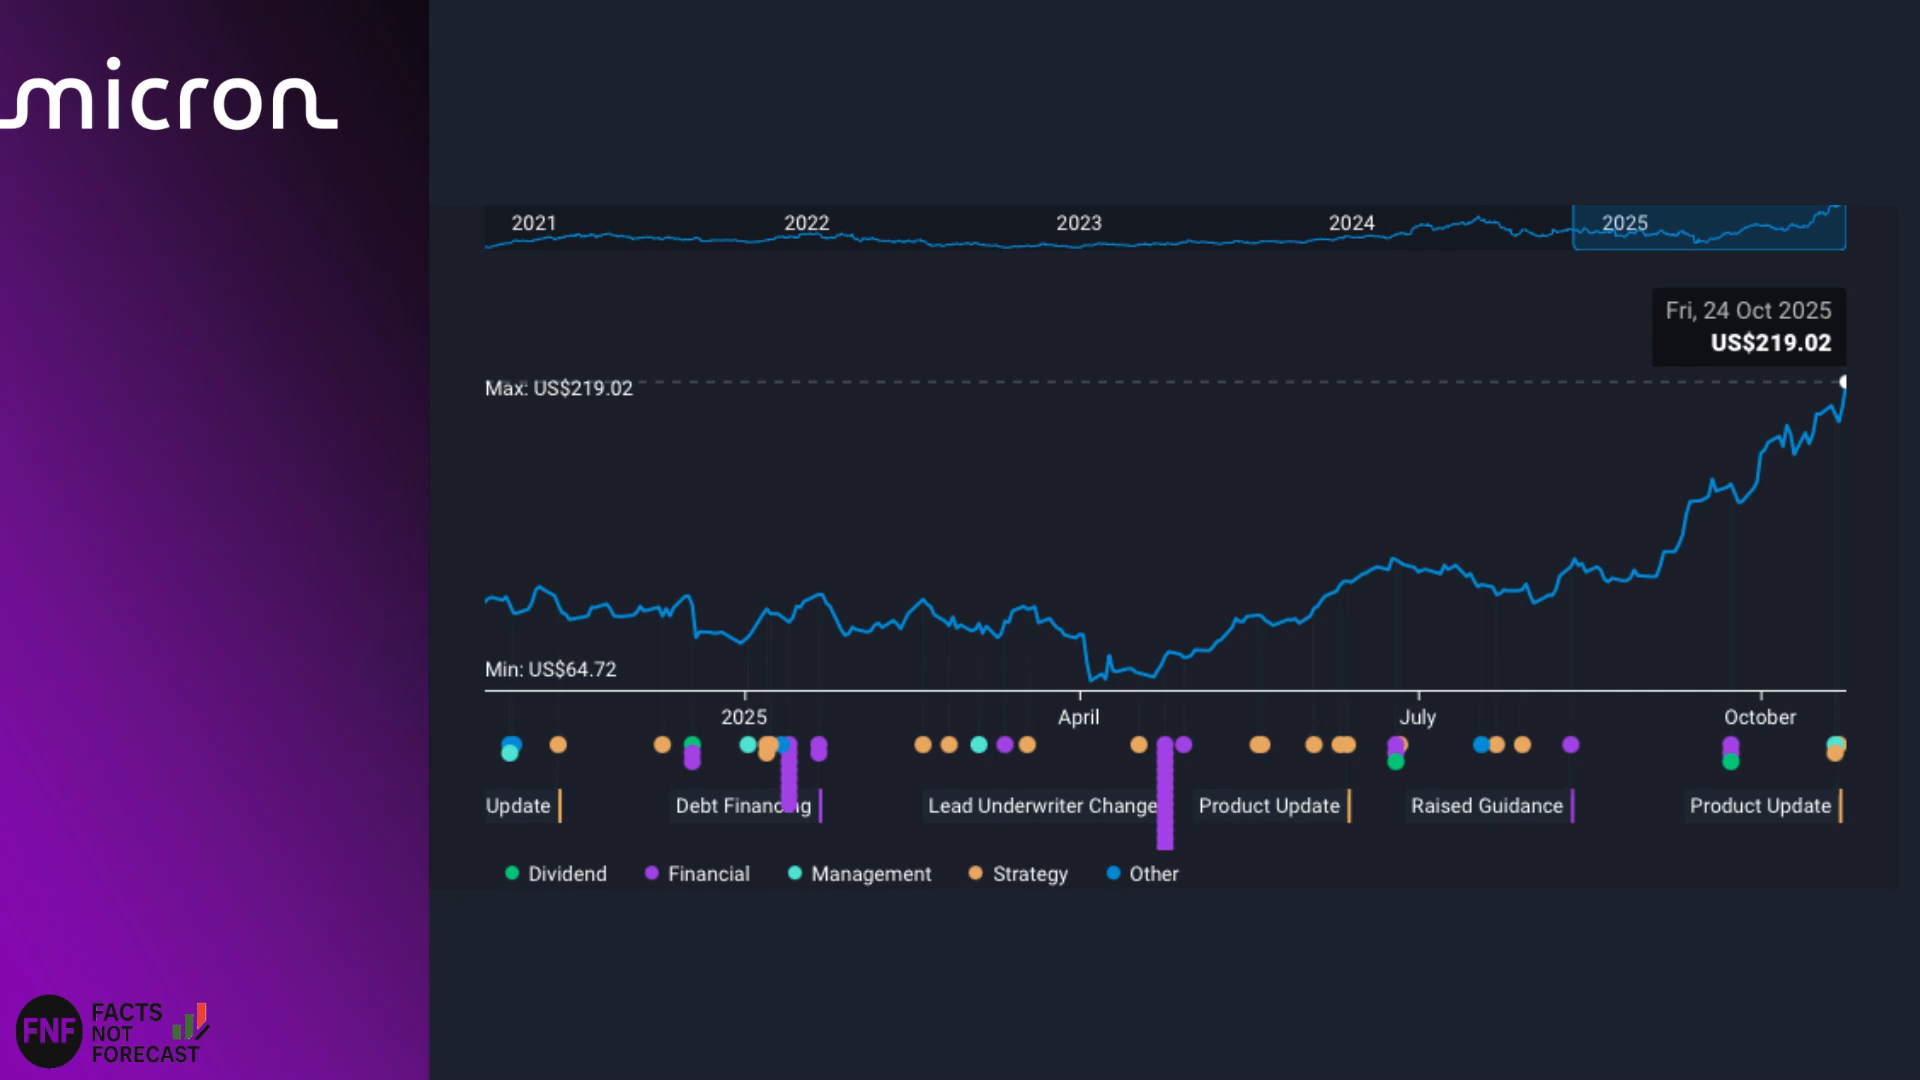 micron
2021 2022 2023 2024 2025
Fri, 24 Oct 2025
US$219.02
Max: US$219.02
Min: US$64.72
2025 April July October
Update Debt Financing Lead Underwriter Change Product Update Raised Guidance Product Update
Dividend Financial Management Strategy Other
FNF
FACTS
NOT
FORECAST